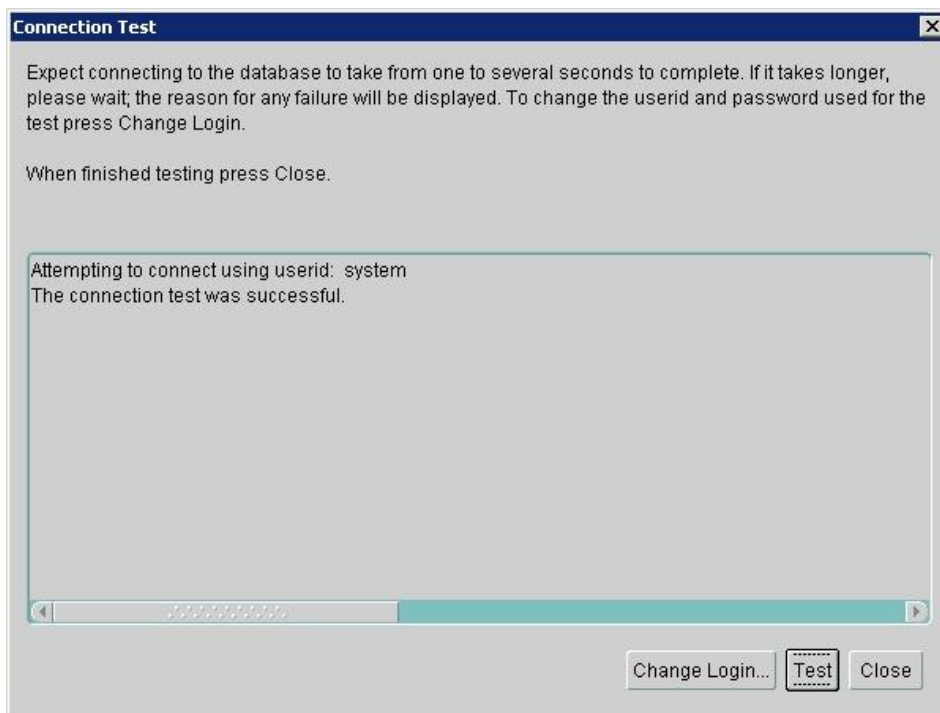 Connection Test
Expect connecting to the database to take from one to several seconds to complete. If it takes longer,
please wait; the reason for any failure will be displayed. To change the userid and password used for the
test press Change Login.
When finished testing press Close.
Attempting to connect using userid:  system
The connection test was successful.
Change Login... Test Close